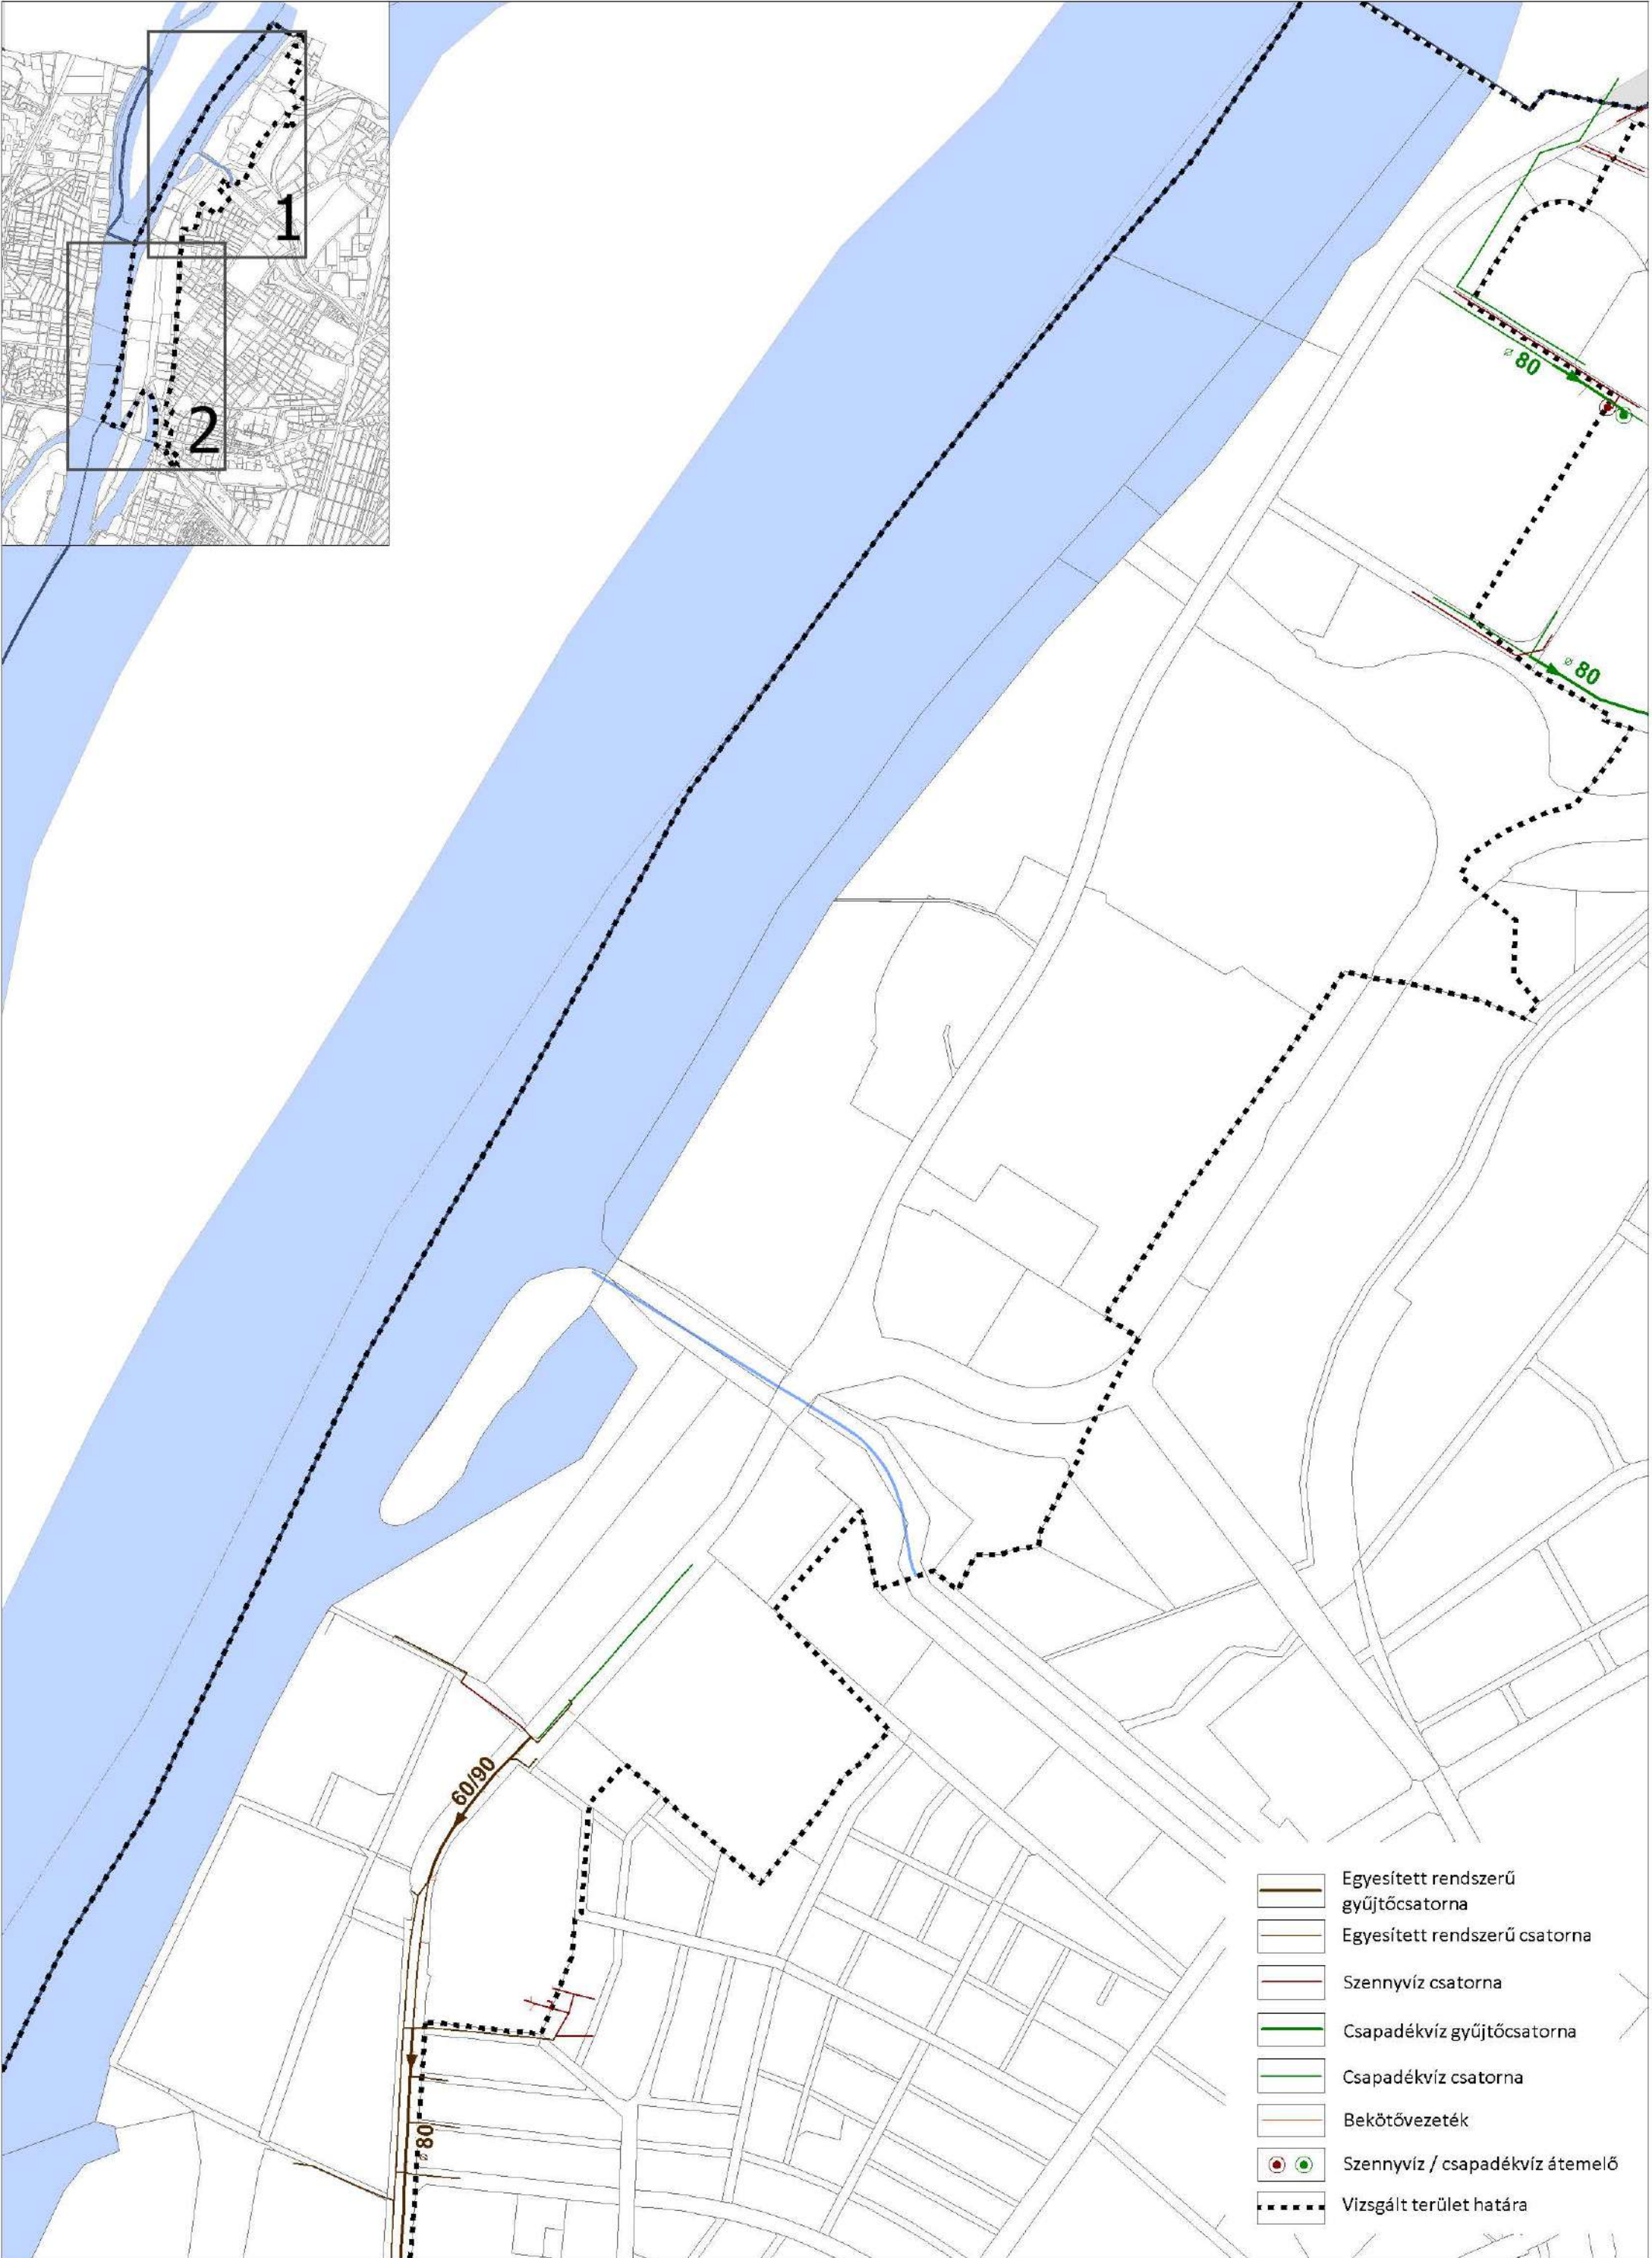 1
2
⌀ 80
⌀ 80
60/90
⌀ 80
Egyesített rendszerű
gyűjtőcsatorna
Egyesített rendszerű csatorna
Szennyvíz csatorna
Csapadékvíz gyűjtőcsatorna
Csapadékvíz csatorna
Bekötővezeték
Szennyvíz / csapadékvíz átemelő
Vizsgált terület határa